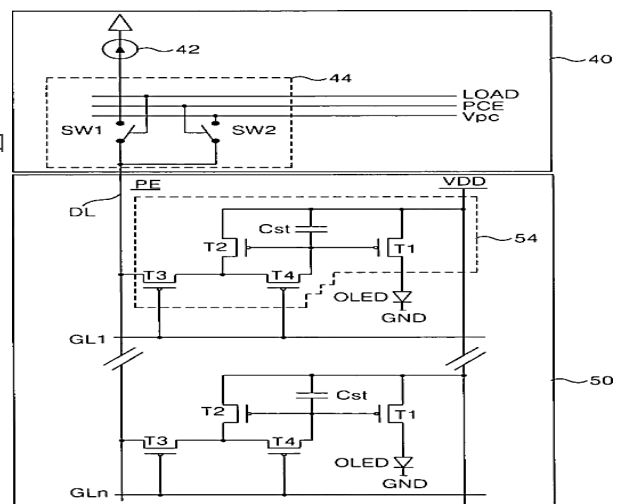 42
44
40
LOAD
PCE
Vpc
SW1
SW2
PE
VDD
DL
Cst
54
T2
T1
T3
T4
OLED
GND
GL1
50
Cst
T2
T1
T3
T4
OLED
GND
GLn